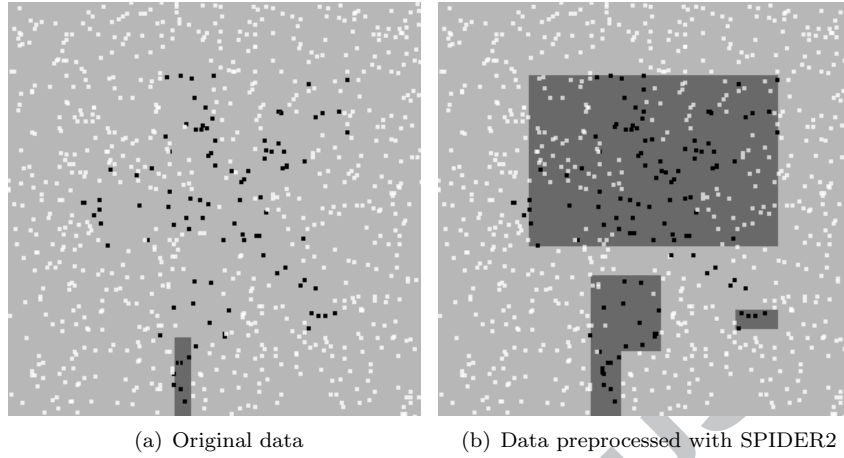 (a) Original data
(b) Data preprocessed with SPIDER2